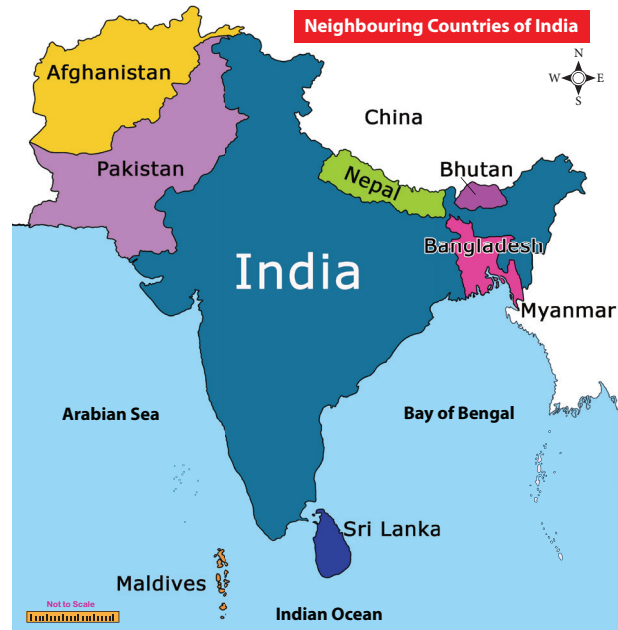 Neighbouring Countries of India
N
W E
S
Afghanistan
China
Pakistan
Nepal
Bhutan
Bangladesh
India
Myanmar
Arabian Sea
Bay of Bengal
Sri Lanka
Maldives
Not to Scale
Indian Ocean